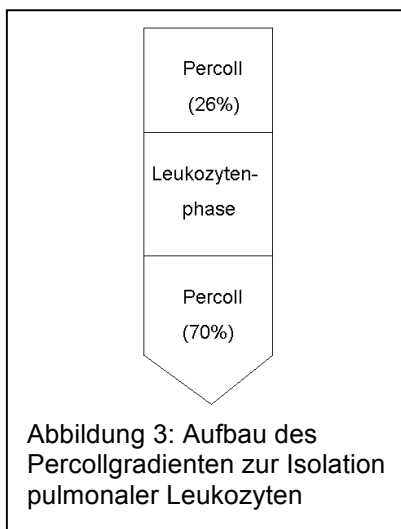 Percoll
(26%)
Leukozyten-
phase
Percoll
(70%)
Abbildung 3: Aufbau des
Percollgradienten zur Isolation
pulmonaler Leukozyten